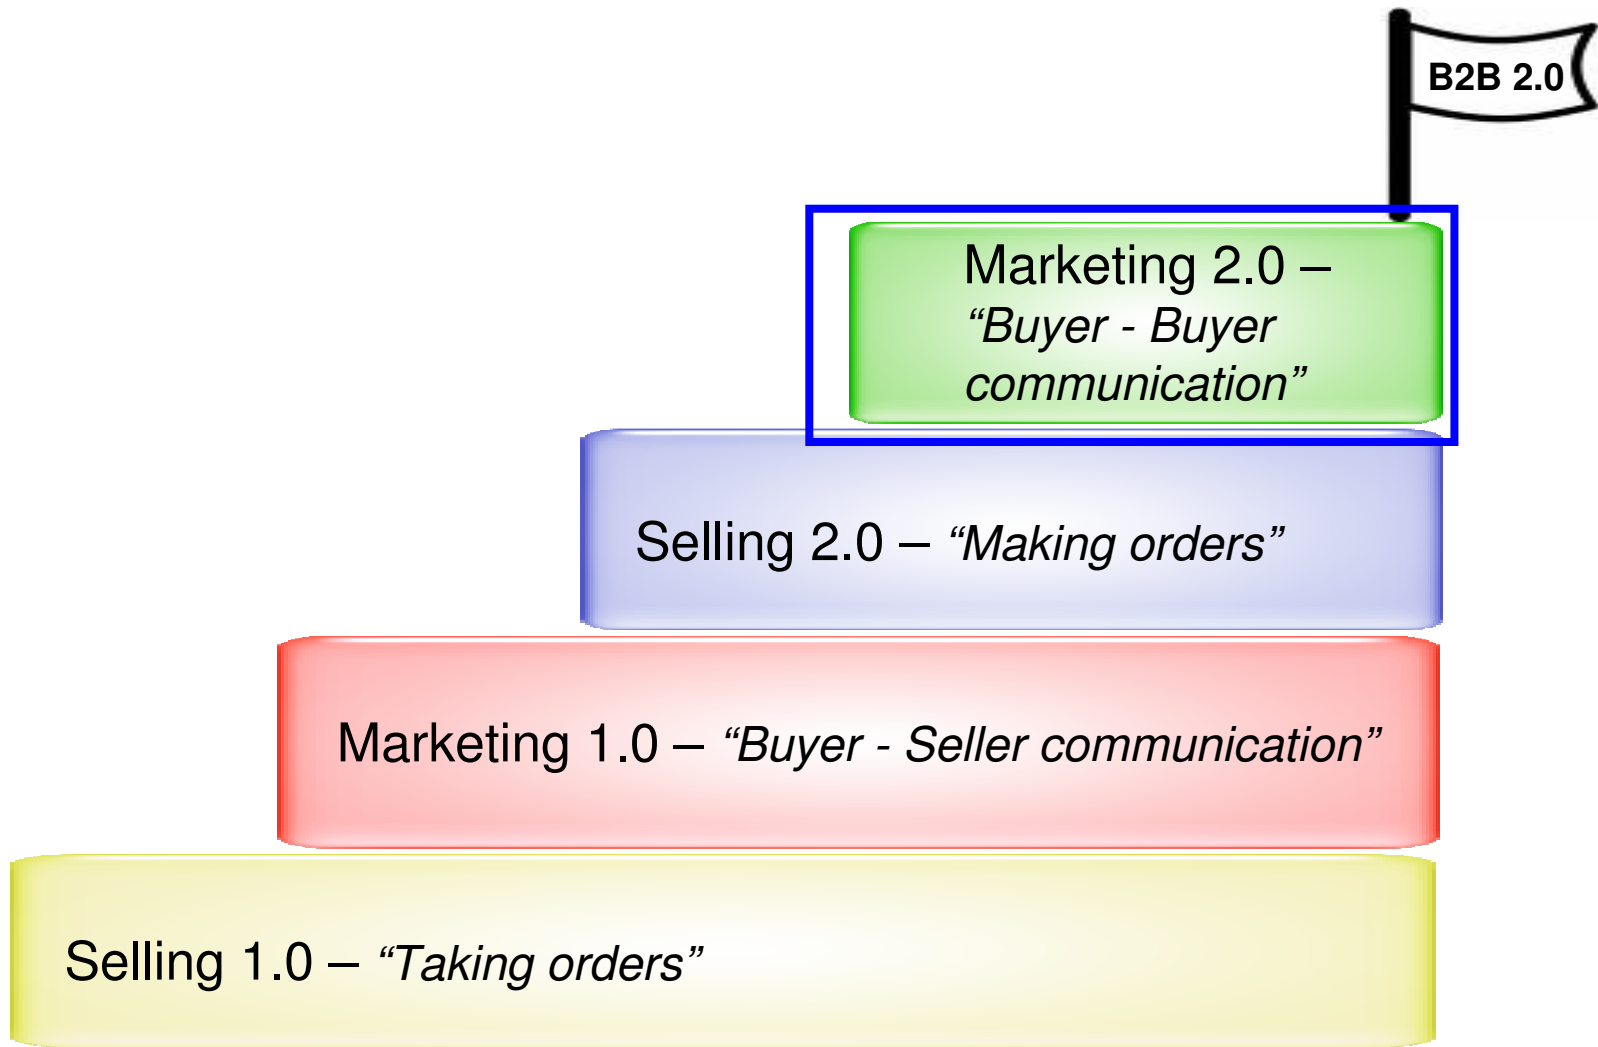 B2B 2.0
Marketing 2.0 –
“Buyer - Buyer
communication”
Selling 2.0 – “Making orders”
Marketing 1.0 – “Buyer - Seller communication”
Selling 1.0 – “Taking orders”